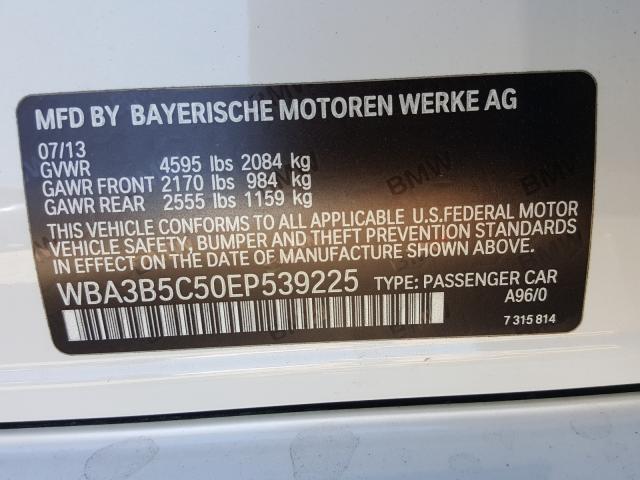 MFD BY BAYERISCHE MOTOREN WERKE AG
07/13
GVWR 4595 lbs 2084 kg
GAWR FRONT 2170 lbs 984 kg
GAWR REAR 2555 lbs 1159 kg
THIS VEHICLE CONFORMS TO ALL APPLICABLE U.S.FEDERAL MOTOR
VEHICLE SAFETY, BUMPER AND THEFT PREVENTION STANDARDS
IN EFFECT ON THE DATE OF MANUFACTURE SHOWN ABOVE.
WBA3B5C50EP539225 TYPE: PASSENGER CAR
A96/0
7 315 814